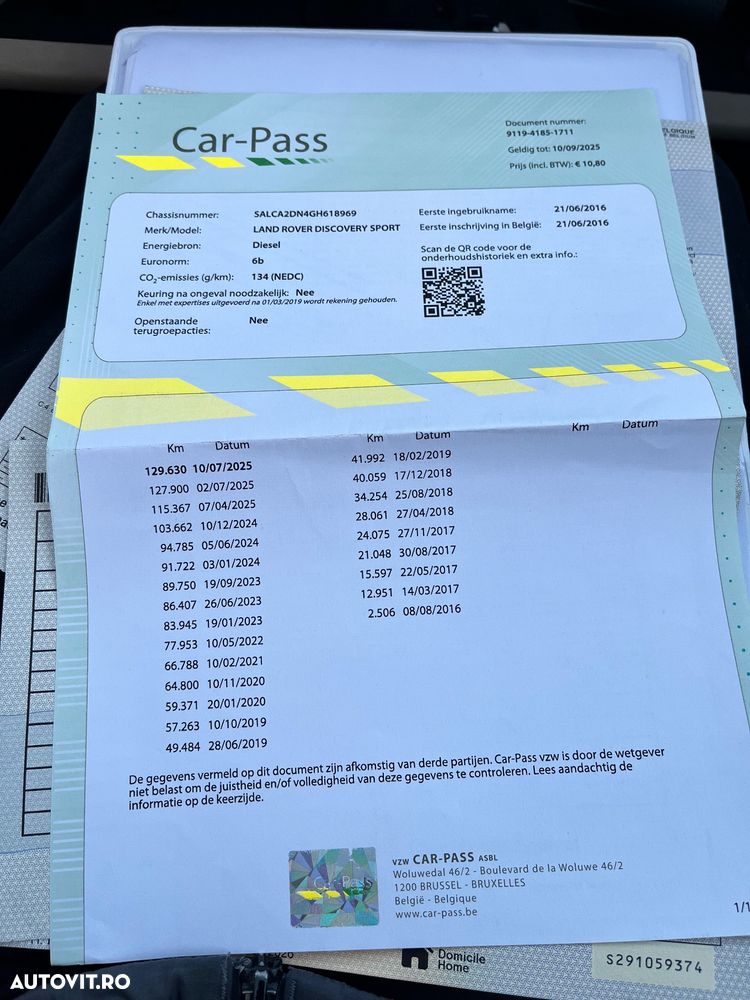 Car-Pass
Document nummer:
9119-4185-1711
Geldig tot: 10/09/2025
Prijs (incl. BTW): € 10,80
Chassisnummer: SALCA2DN4GH618969
Merk/Model: LAND ROVER DISCOVERY SPORT
Energiebron: Diesel
Euronorm: 6b
CO2-emissies (g/km): 134 (NEDC)
Keuring na ongeval noodzakelijk: Nee
Enkel met expertises uitgevoerd na 01/03/2019 wordt rekening gehouden.
Openstaande
terugroepacties: Nee
Eerste ingebruikname: 21/06/2016
Eerste inschrijving in België: 21/06/2016
Scan de QR code voor de
onderhoudshistoriek en extra info.:
Km Datum
129.630 10/07/2025
127.900 02/07/2025
115.367 07/04/2025
103.662 10/12/2024
94.785 05/06/2024
91.722 03/01/2024
89.750 19/09/2023
86.407 26/06/2023
83.945 19/01/2023
77.953 10/05/2022
66.788 10/02/2021
64.800 10/11/2020
59.371 20/01/2020
57.263 10/10/2019
49.484 28/06/2019
Km Datum
41.992 18/02/2019
40.059 17/12/2018
34.254 25/08/2018
28.061 27/04/2018
24.075 27/11/2017
21.048 30/08/2017
15.597 22/05/2017
12.951 14/03/2017
2.506 08/08/2016
Km Datum
De gegevens vermeld op dit document zijn afkomstig van derde partijen. Car-Pass vzw is door de wetgever
niet belast om de juistheid en/of volledigheid van deze gegevens te controleren. Lees aandachtig de
informatie op de keerzijde.
Car-Pass
VZW CAR-PASS ASBL
Woluwedal 46/2 - Boulevard de la Woluwe 46/2
1200 BRUSSEL - BRUXELLES
België - Belgique
www.car-pass.be
1/1
Domicile
Home
S291059374
AUTOVIT.RO